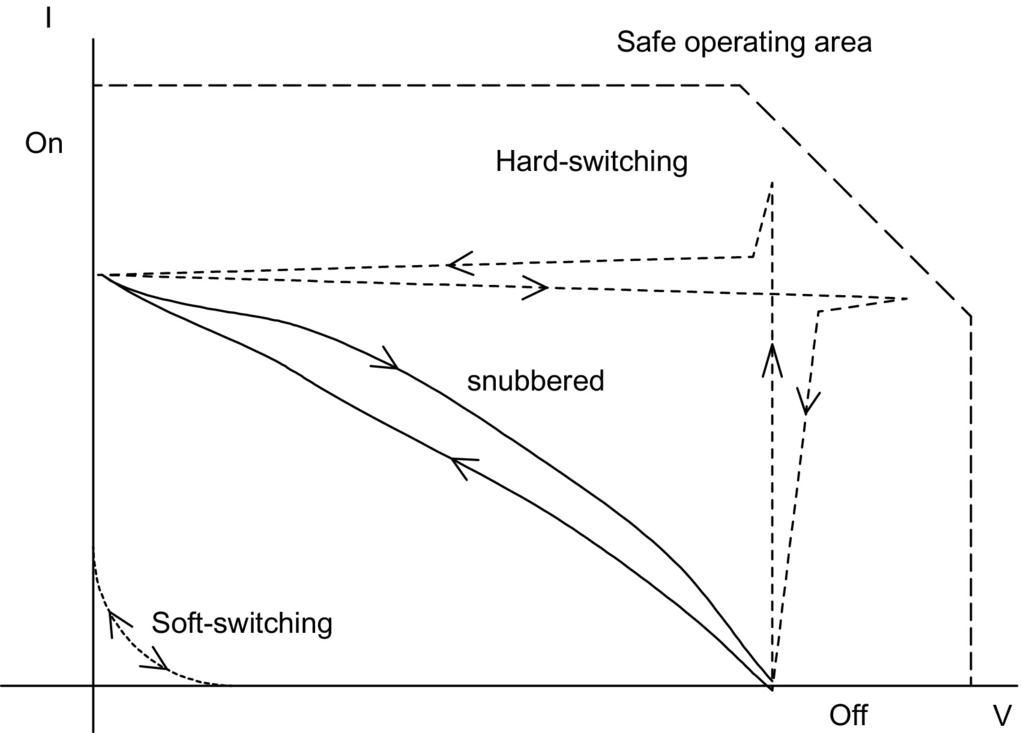 I
Safe operating area
On
Hard-switching
snubbered
Soft-switching
Off
V